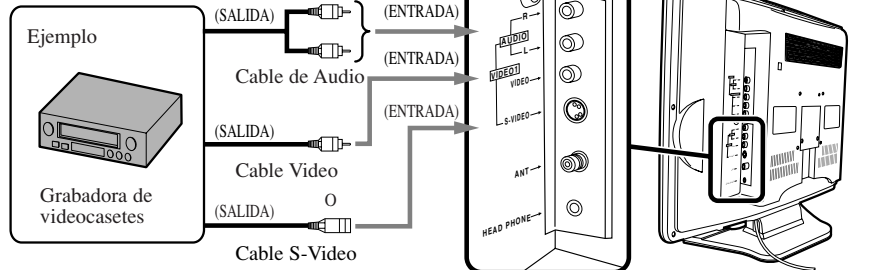 Ejemplo
Grabadora de
videocasetes
(SALIDA)
(ENTRADA)
Cable de Audio
(ENTRADA)
(SALIDA)
Cable Video
(ENTRADA)
O
(SALIDA)
Cable S-Video
R
AUDIO
L
VIDEO1
VIDEO
S-VIDEO
ANT
HEAD PHONE